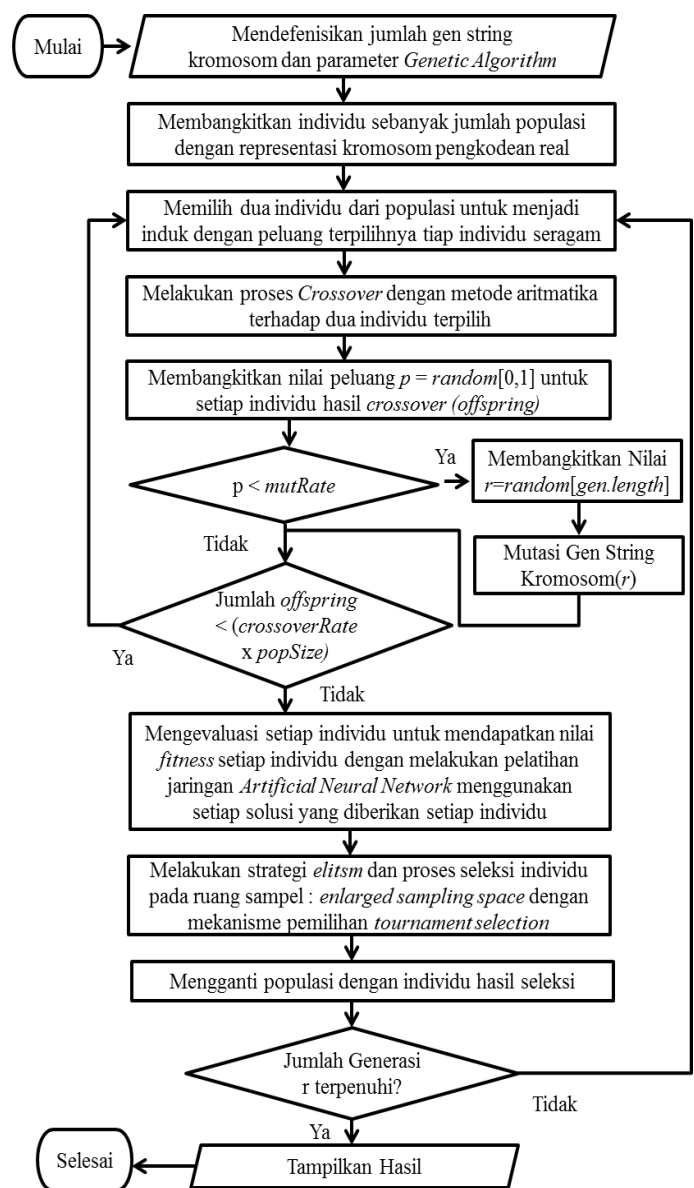 Mulai
Mendefenisikan jumlah gen string
kromosom dan parameter Genetic Algorithm
Membangkitkan individu sebanyak jumlah populasi
dengan representasi kromosom pengkodean real
Memilih dua individu dari populasi untuk menjadi
induk dengan peluang terpilihnya tiap individu seragam
Melakukan proses Crossover dengan metode aritmatika
terhadap dua individu terpilih
Membangkitkan nilai peluang p = random[0,1] untuk
setiap individu hasil crossover (offspring)
p < mutRate
Ya
Membangkitkan Nilai
r=random[gen.length]
Mutasi Gen String
Kromosom(r)
Tidak
Jumlah offspring
< (crossoverRate
x popSize)
Ya
Tidak
Mengevaluasi setiap individu untuk mendapatkan nilai
fitness setiap individu dengan melakukan pelatihan
jaringan Artificial Neural Network menggunakan
setiap solusi yang diberikan setiap individu
Melakukan strategi elitsm dan proses seleksi individu
pada ruang sampel : enlarged sampling space dengan
mekanisme pemilihan tournament selection
Mengganti populasi dengan individu hasil seleksi
Jumlah Generasi
r terpenuhi?
Tidak
Ya
Tampilkan Hasil
Selesai